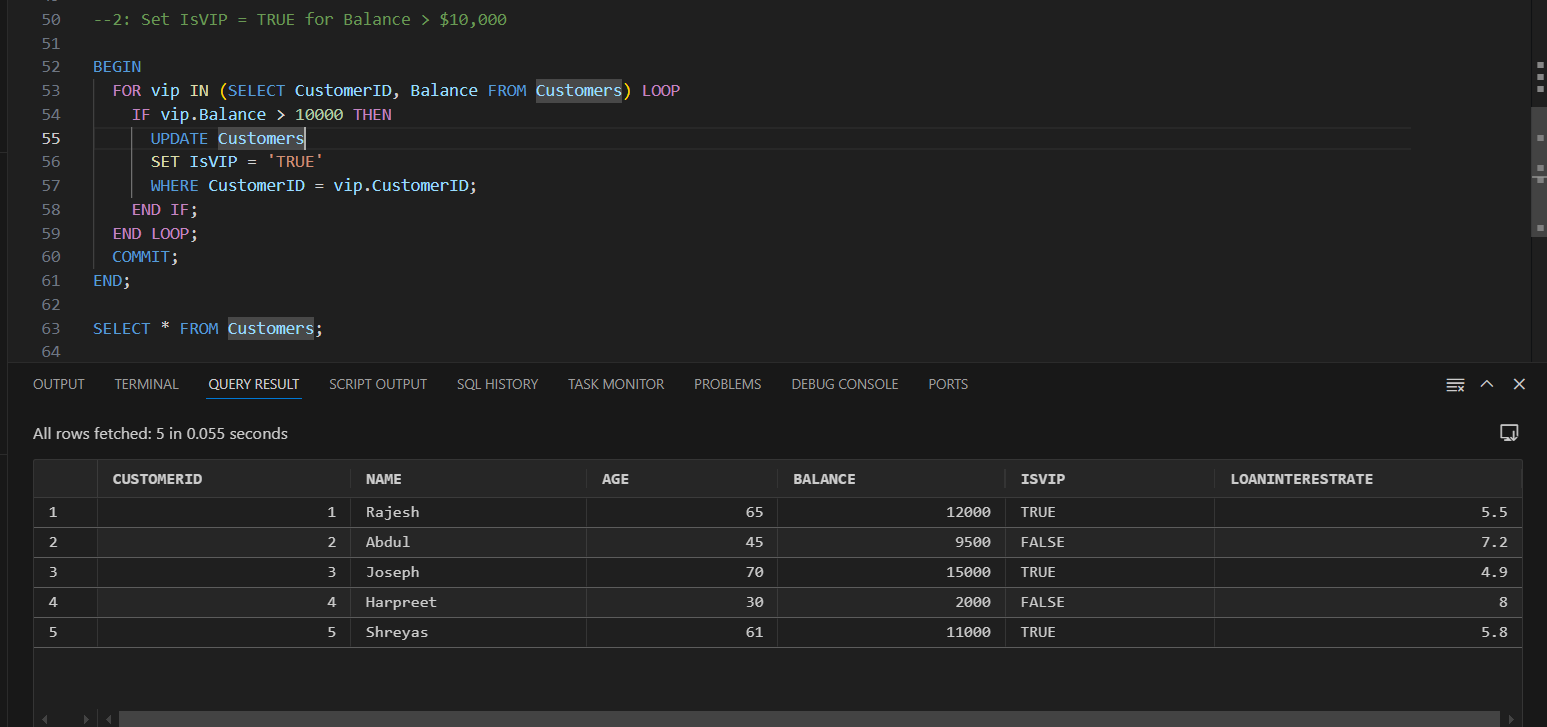 50 --2: Set IsVIP = TRUE for Balance > $10,000
51
52 BEGIN
53 FOR vip IN (SELECT CustomerID, Balance FROM Customers) LOOP
54 IF vip.Balance > 10000 THEN
55 UPDATE Customers
56 SET IsVIP = 'TRUE'
57 WHERE CustomerID = vip.CustomerID;
58 END IF;
59 END LOOP;
60 COMMIT;
61 END;
62
63 SELECT * FROM Customers;
64
OUTPUT TERMINAL QUERY RESULT SCRIPT OUTPUT SQL HISTORY TASK MONITOR PROBLEMS DEBUG CONSOLE PORTS
All rows fetched: 5 in 0.055 seconds
CUSTOMERID NAME AGE BALANCE ISVIP LOANINTERESTRATE
1 1 Rajesh 65 12000 TRUE 5.5
2 2 Abdul 45 9500 FALSE 7.2
3 3 Joseph 70 15000 TRUE 4.9
4 4 Harpreet 30 2000 FALSE 8
5 5 Shreyas 61 11000 TRUE 5.8